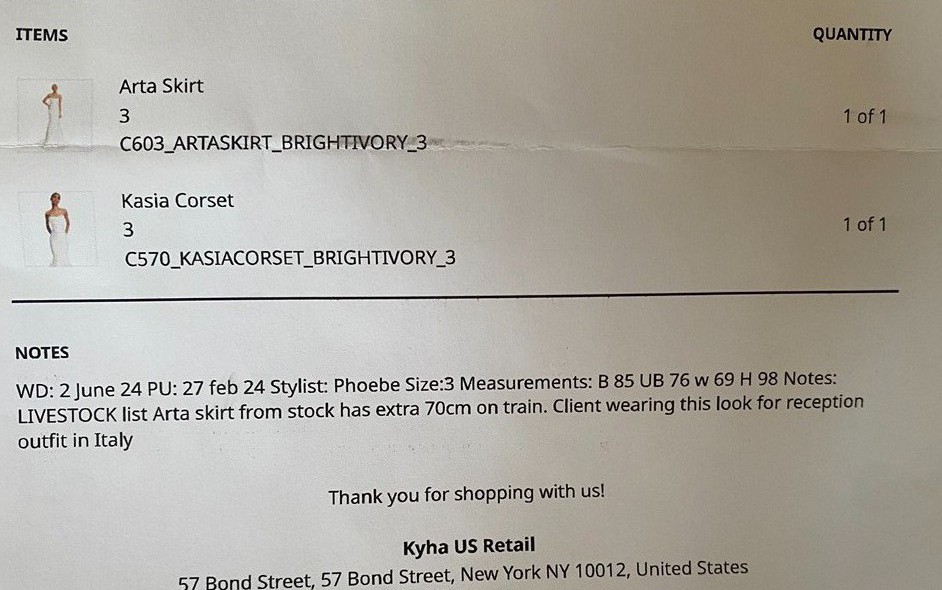 ITEMS QUANTITY
Arta Skirt
3 1 of 1
C603_ARTASKIRT_BRIGHTIVORY_3
Kasia Corset
3 1 of 1
C570_KASIACORSET_BRIGHTIVORY_3
NOTES
WD: 2 June 24 PU: 27 feb 24 Stylist: Phoebe Size:3 Measurements: B 85 UB 76 w 69 H 98 Notes:
LIVESTOCK list Arta skirt from stock has extra 70cm on train. Client wearing this look for reception
outfit in Italy
Thank you for shopping with us!
Kyha US Retail
57 Bond Street, 57 Bond Street, New York NY 10012, United States